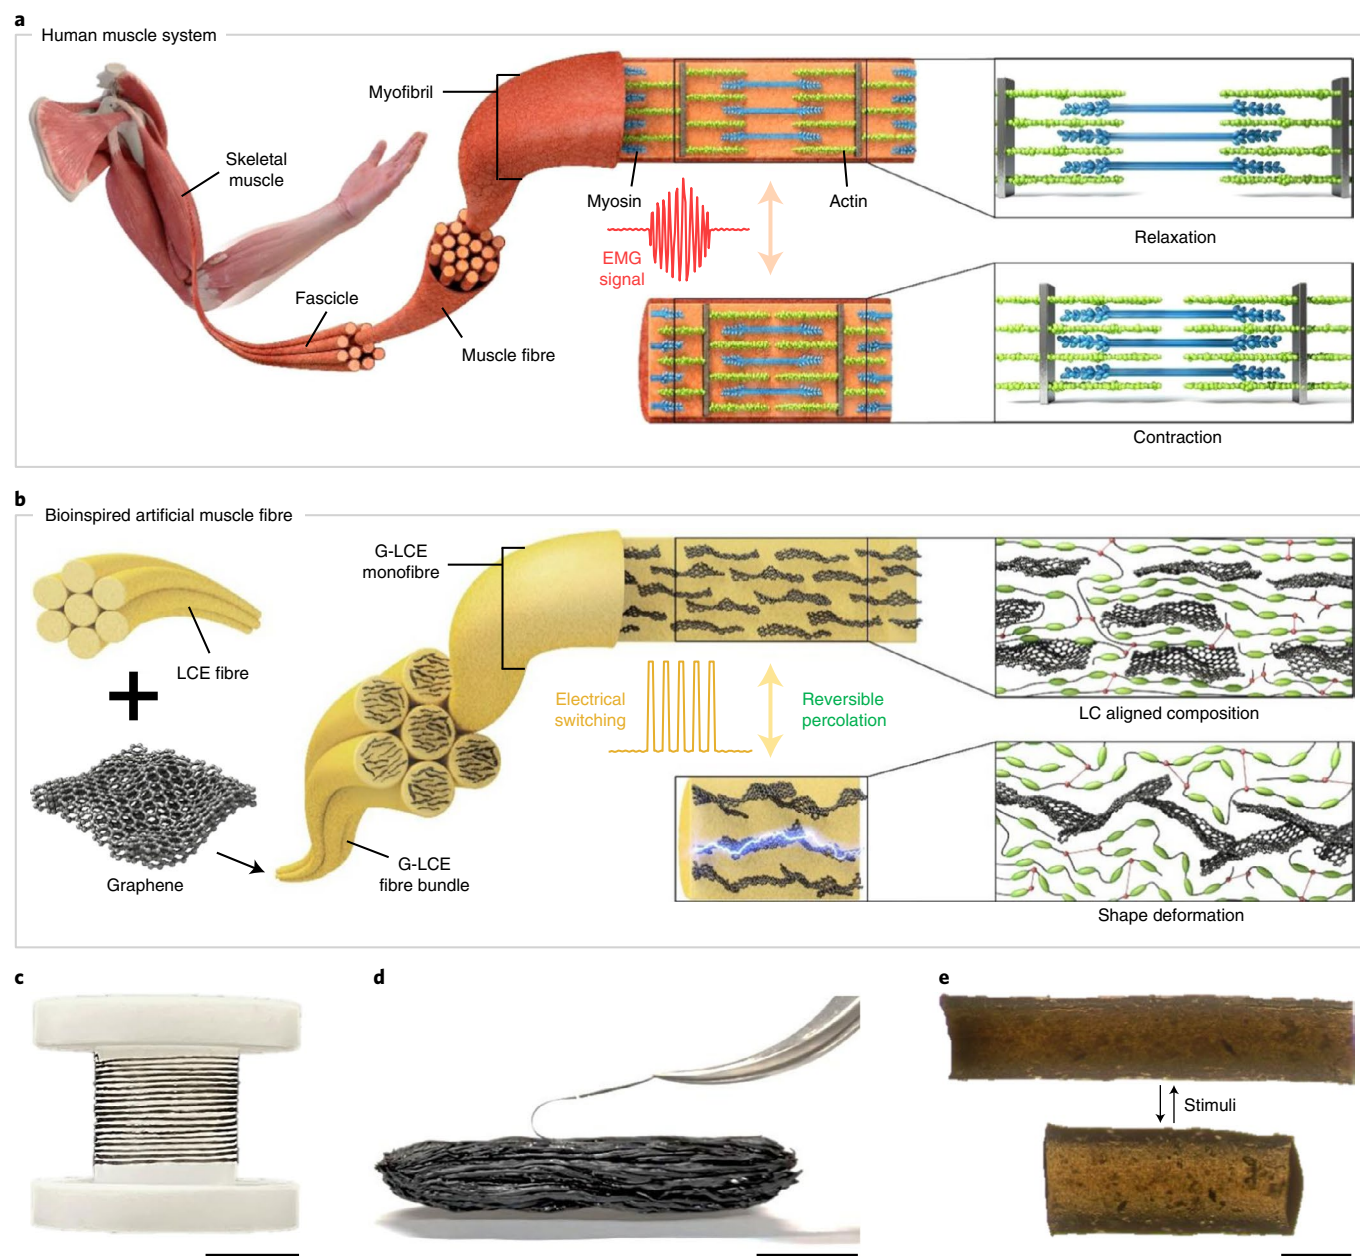 a
Human muscle system
Myofibril
Skeletal
muscle
Myosin
Actin
EMG
signal
Fascicle
Muscle fibre
Relaxation
Contraction
b
Bioinspired artificial muscle fibre
G-LCE
monofibre
LCE fibre
Electrical
switching
Reversible
percolation
LC aligned composition
Graphene
G-LCE
fibre bundle
Shape deformation
c
d
e
Stimuli